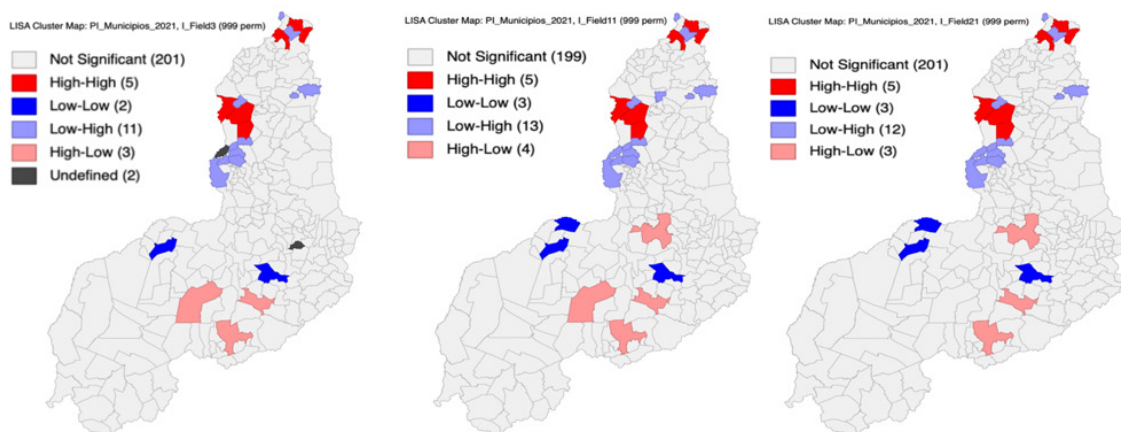 LISA Cluster Map: PI_Municipios_2021, I_Field3 (999 perm)
Not Significant (201)
High-High (5)
Low-Low (2)
Low-High (11)
High-Low (3)
Undefined (2)
LISA Cluster Map: PI_Municipios_2021, I_Field11 (999 perm)
Not Significant (199)
High-High (5)
Low-Low (3)
Low-High (13)
High-Low (4)
LISA Cluster Map: PI_Municipios_2021, I_Field21 (999 perm)
Not Significant (201)
High-High (5)
Low-Low (3)
Low-High (12)
High-Low (3)